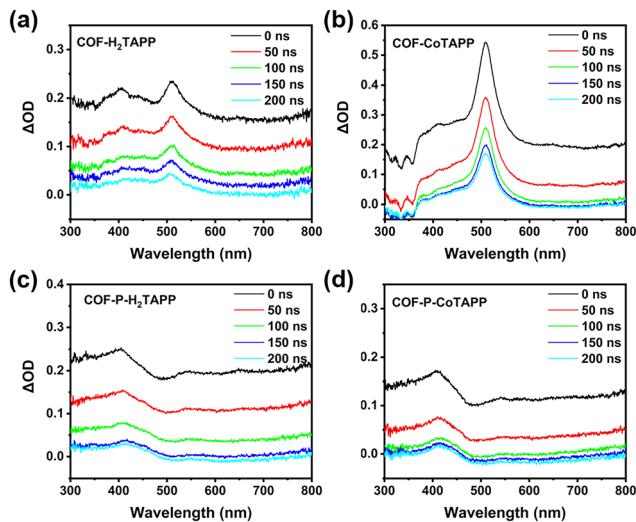 (a)
COF-H₂TAPP
0 ns
50 ns
100 ns
150 ns
200 ns
0.3
0.2
0.1
0.0
ΔOD
300 400 500 600 700 800
Wavelength (nm)
(b)
COF-CoTAPP
0 ns
50 ns
100 ns
150 ns
200 ns
0.6
0.5
0.4
0.3
0.2
0.1
0.0
ΔOD
300 400 500 600 700 800
Wavelength (nm)
(c)
COF-P-H₂TAPP
0 ns
50 ns
100 ns
150 ns
200 ns
0.4
0.3
0.2
0.1
0.0
ΔOD
300 400 500 600 700 800
Wavelength (nm)
(d)
COF-P-CoTAPP
0 ns
50 ns
100 ns
150 ns
200 ns
0.3
0.2
0.1
0.0
ΔOD
300 400 500 600 700 800
Wavelength (nm)